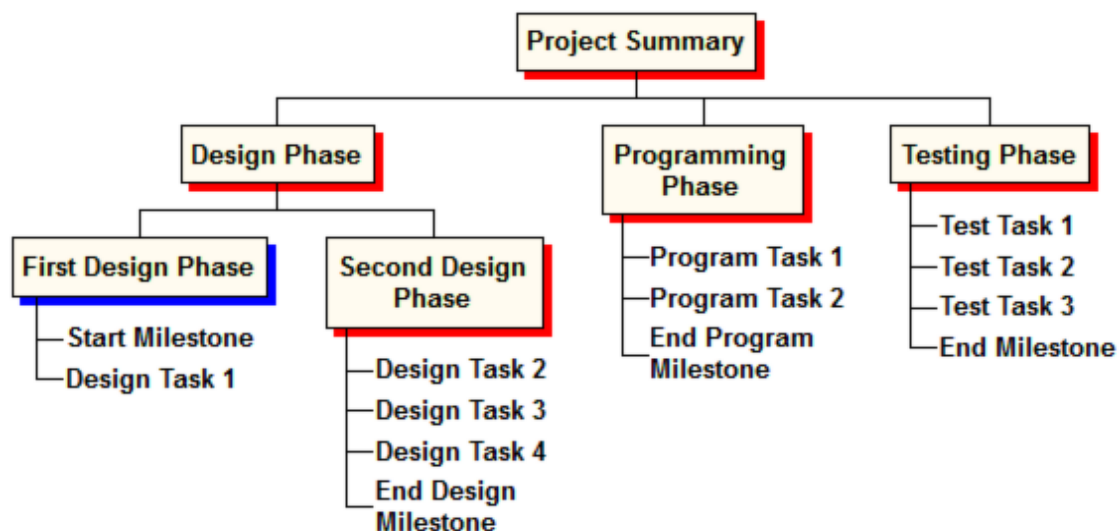 Project Summary
Design Phase
Programming
Phase
Testing Phase
First Design Phase
Second Design
Phase
Start Milestone
Design Task 1
Design Task 2
Design Task 3
Design Task 4
End Design
Milestone
Program Task 1
Program Task 2
End Program
Milestone
Test Task 1
Test Task 2
Test Task 3
End Milestone